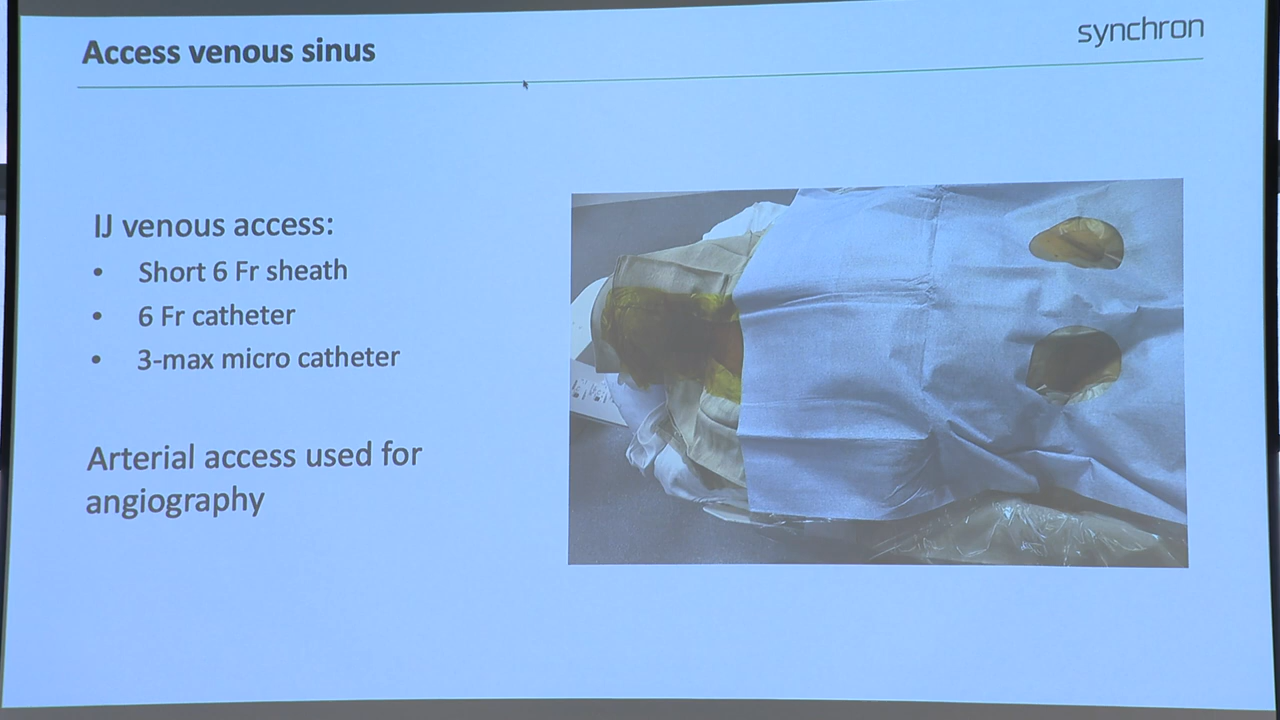 Access venous sinus
synchron
IJ venous access:
• Short 6 Fr sheath
• 6 Fr catheter
• 3-max micro catheter
Arterial access used for
angiography